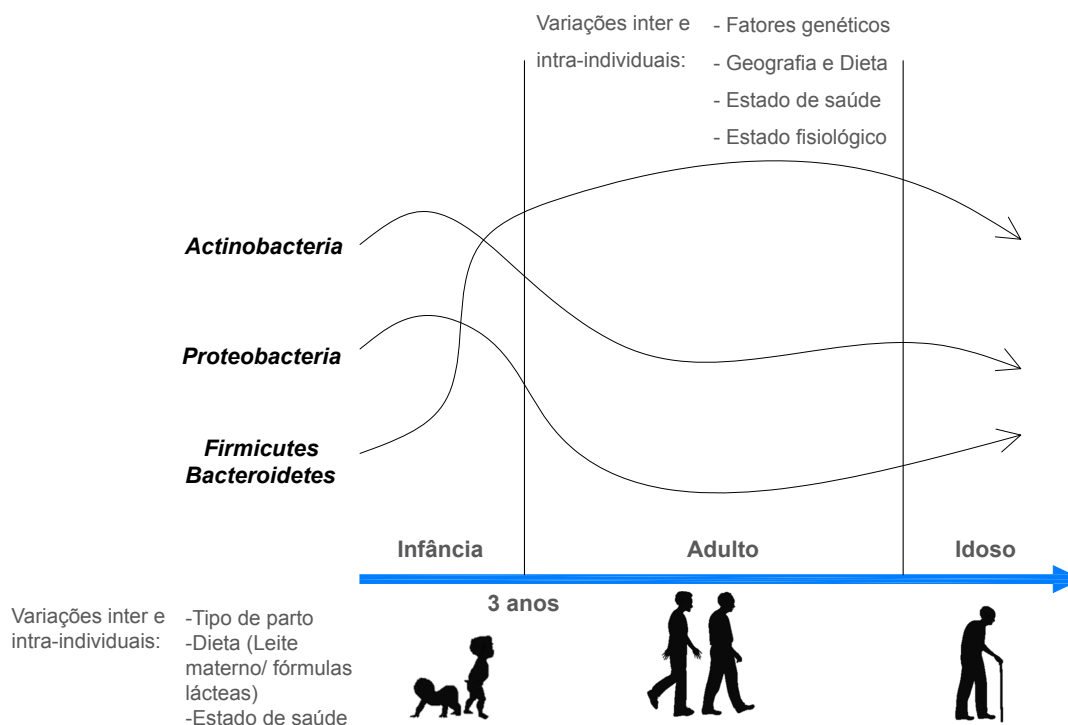 Variações inter e
intra-individuais:
- Fatores genéticos
- Geografia e Dieta
- Estado de saúde
- Estado fisiológico
Actinobacteria
Proteobacteria
Firmicutes
Bacteroidetes
Infância
Adulto
Idoso
3 anos
Variações inter e
intra-individuais:
-Tipo de parto
-Dieta (Leite
materno/ fórmulas
lácteas)
-Estado de saúde